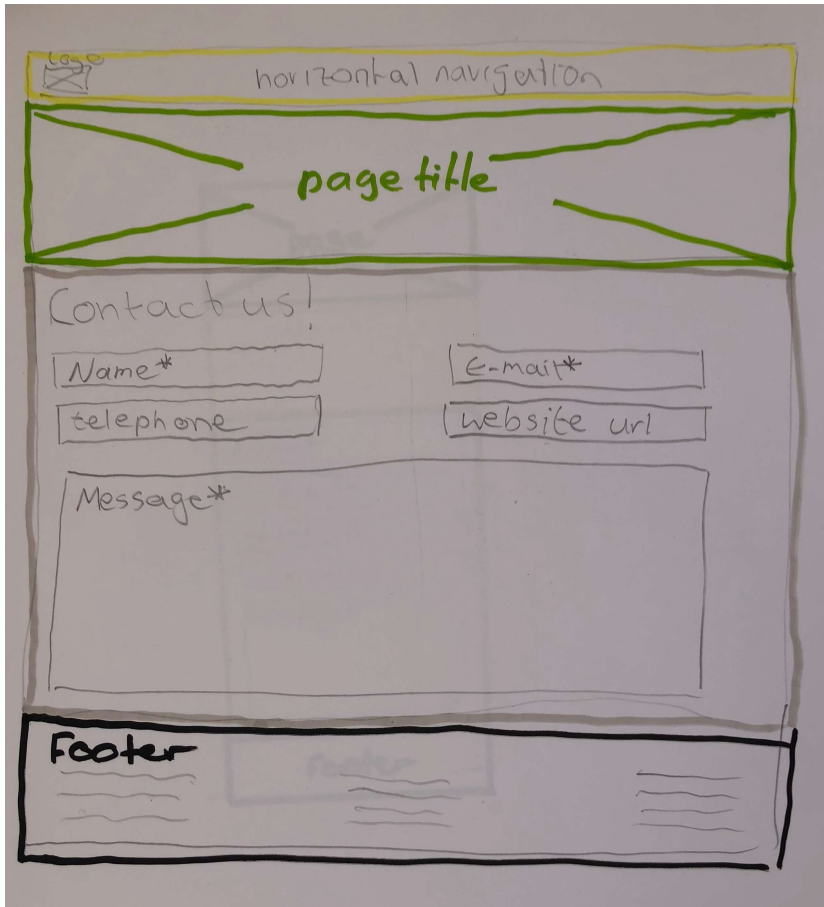 Logo
horizontal navigation
page title
Contact us!
Name*
E-mail*
telephone
website url
Message*
Footer